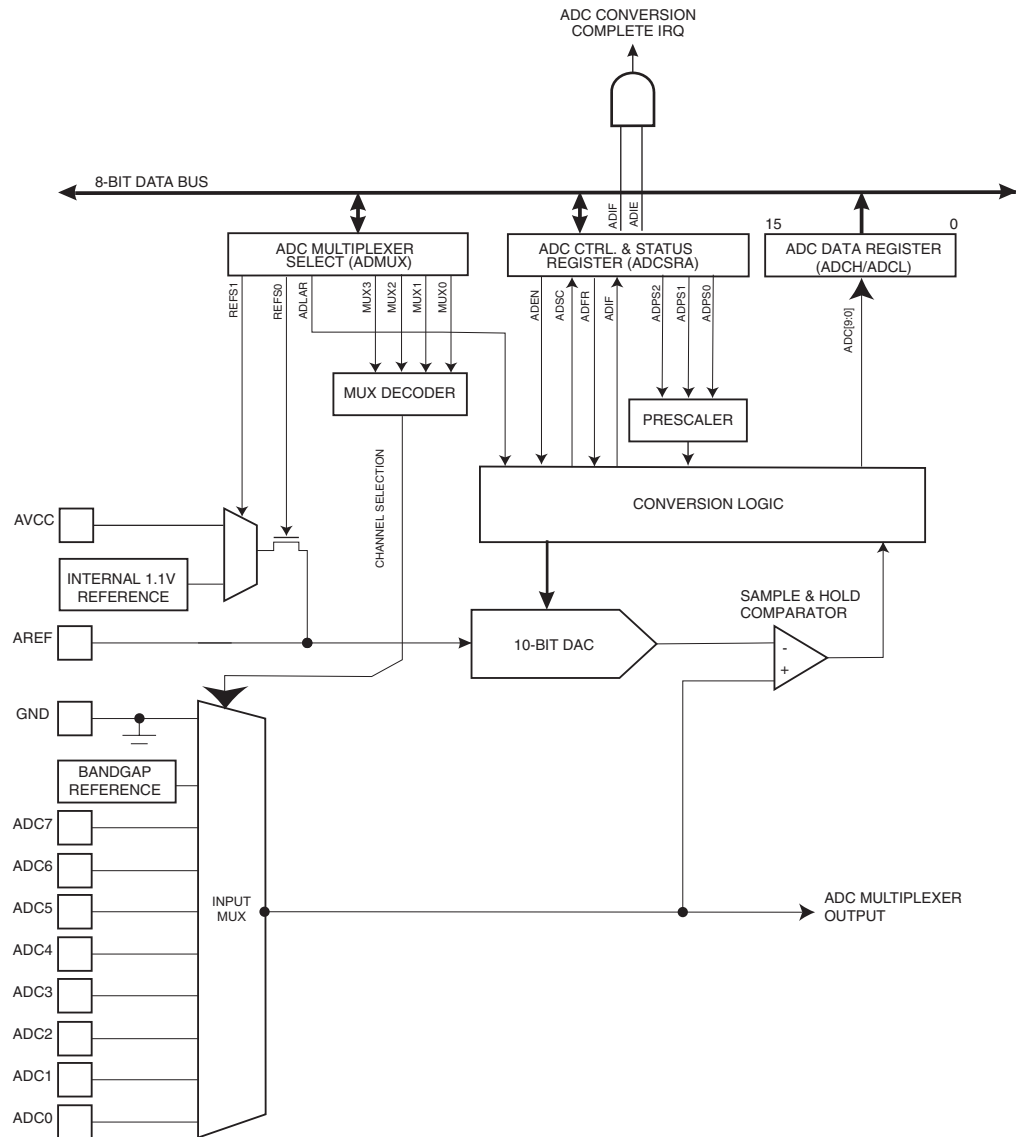 ADC CONVERSION
COMPLETE IRQ
8-BIT DATA BUS
ADIF
ADIE
15
0
ADC MULTIPLEXER
SELECT (ADMUX)
ADC CTRL. & STATUS
REGISTER (ADCSRA)
ADC DATA REGISTER
(ADCH/ADCL)
REFS1
REFS0
ADLAR
MUX3
MUX2
MUX1
MUX0
ADEN
ADSC
ADFR
ADIF
ADPS2
ADPS1
ADPS0
ADC[9:0]
MUX DECODER
PRESCALER
CHANNEL SELECTION
CONVERSION LOGIC
AVCC
INTERNAL 1.1V
REFERENCE
SAMPLE & HOLD
COMPARATOR
AREF
10-BIT DAC
-
+
GND
BANDGAP
REFERENCE
ADC7
ADC6
ADC5
ADC4
ADC3
ADC2
ADC1
ADC0
INPUT
MUX
ADC MULTIPLEXER
OUTPUT